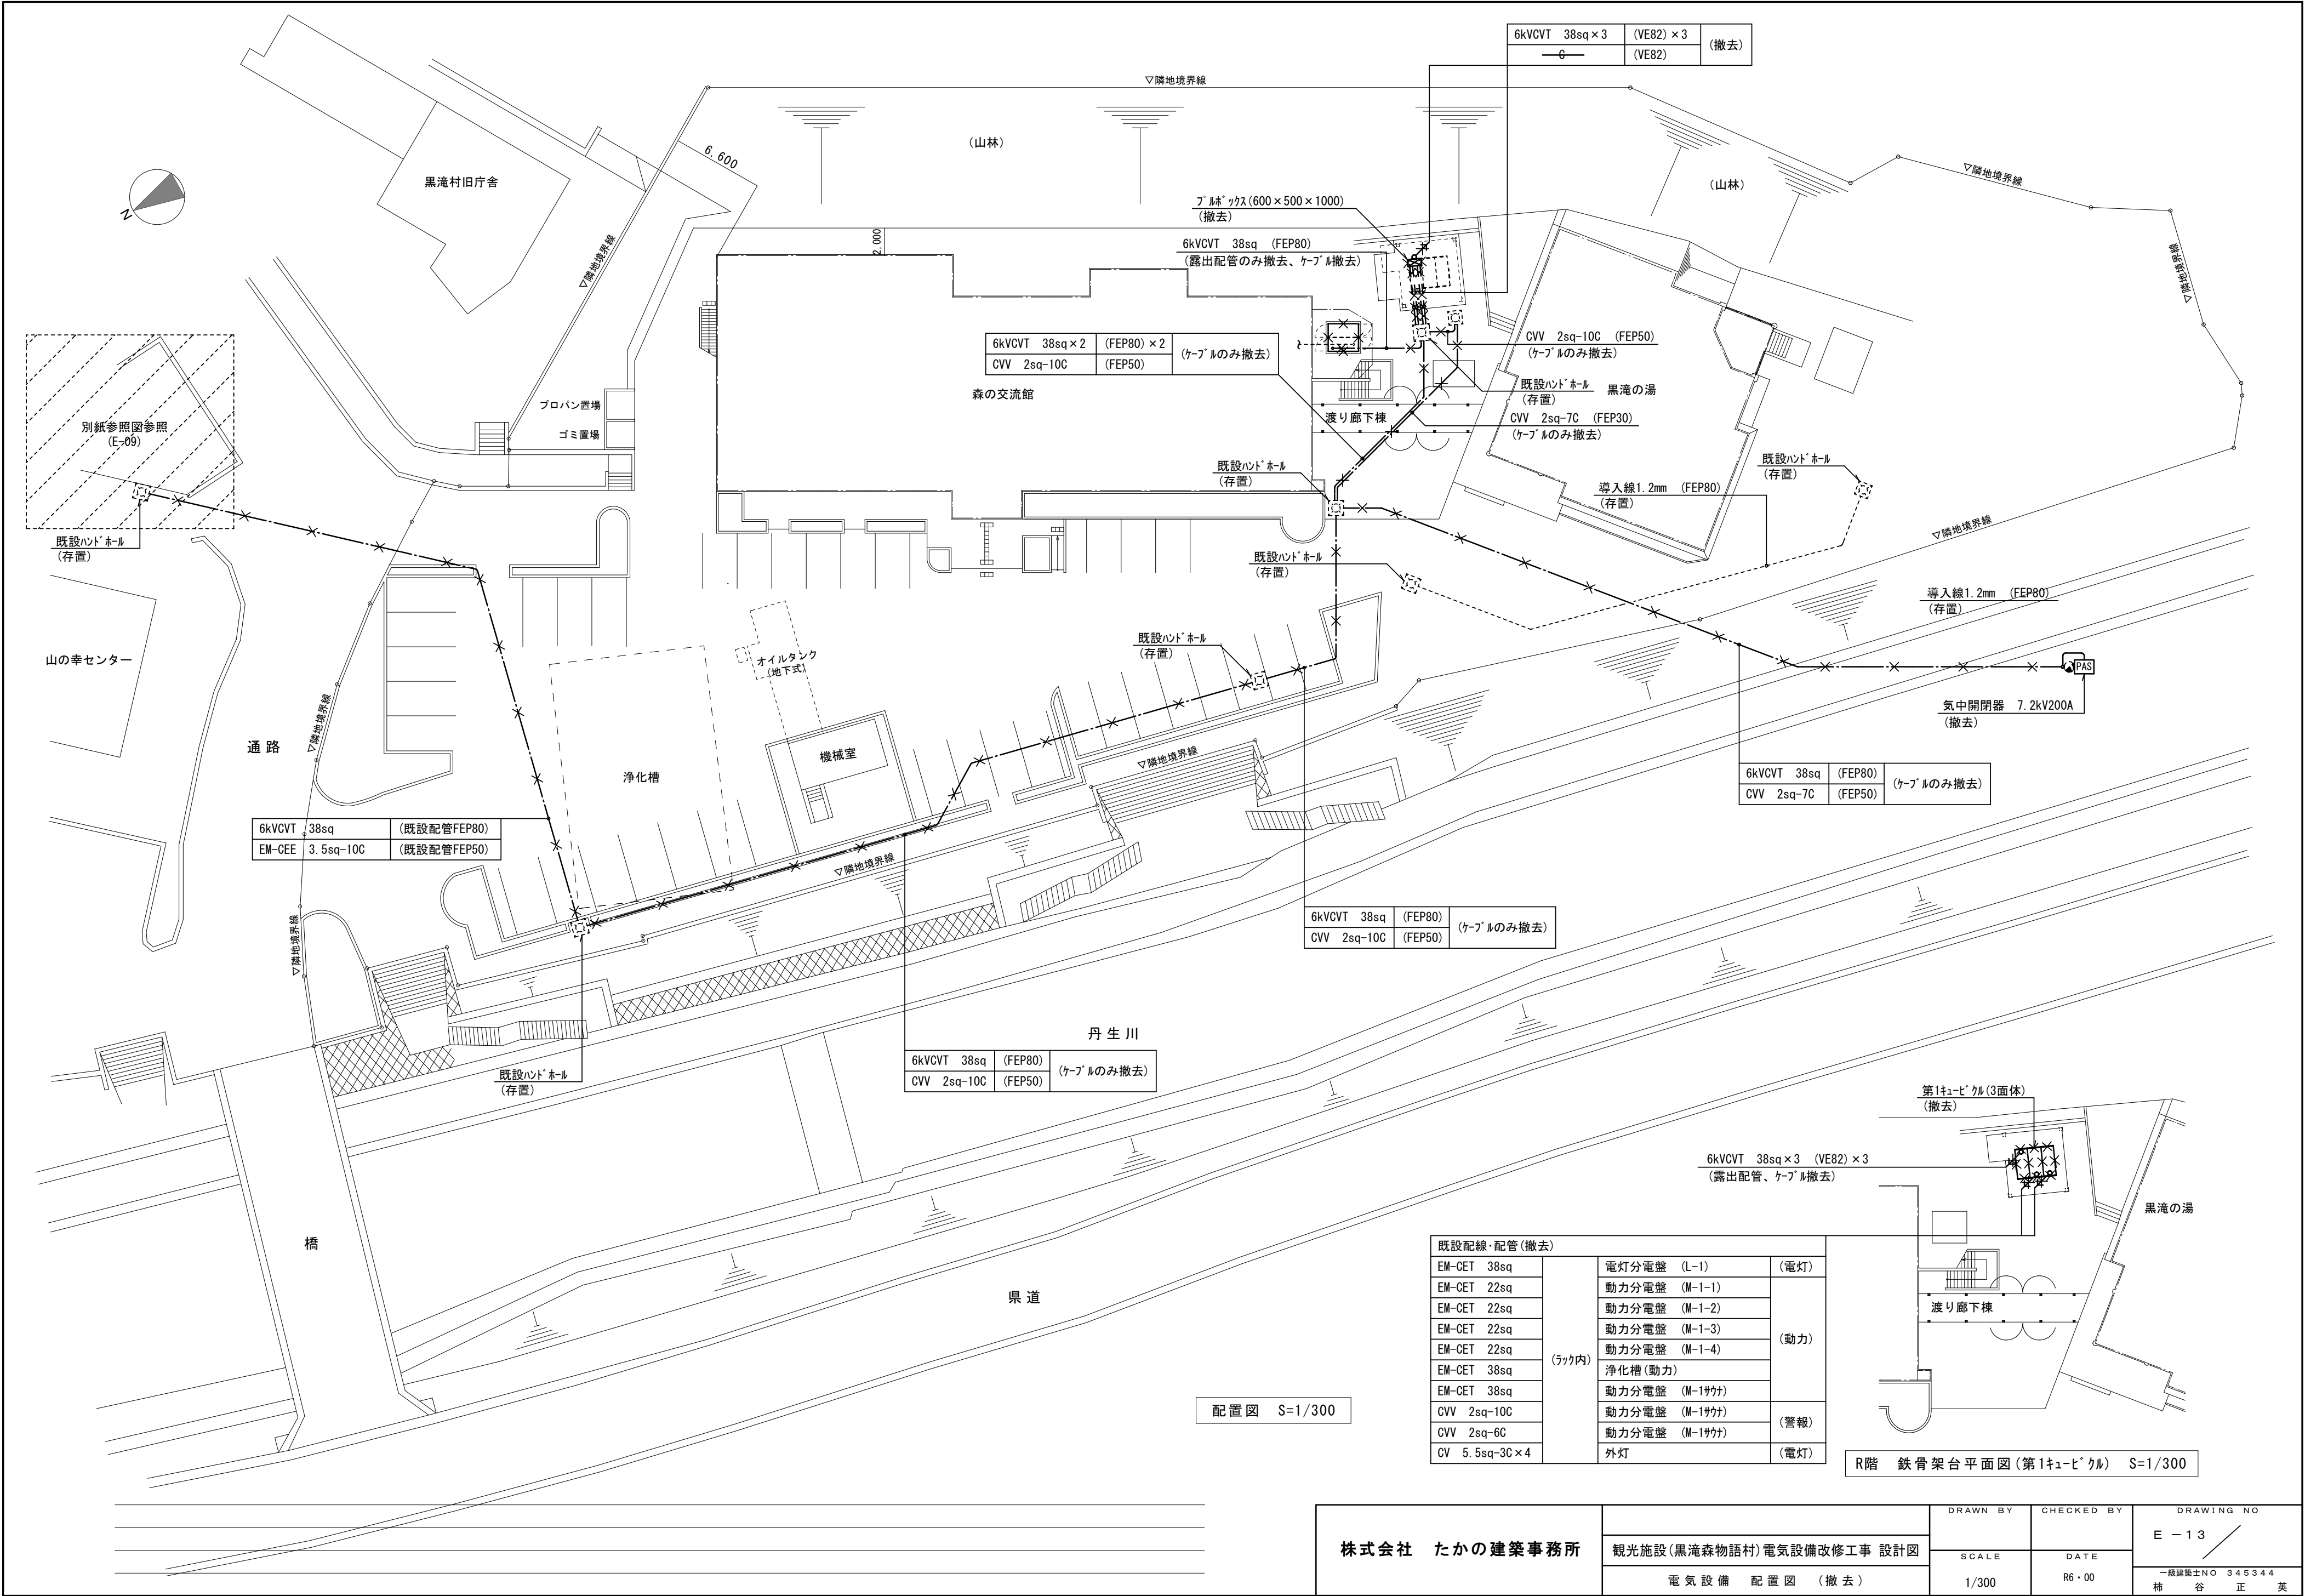 6kVCVT 38sq×3 (VE82)×3 (撤去)
G (VE82)
▽隣地境界線
(山林)
6,600
黒滝村旧庁舎
N
▽隣地境界線
2,000
(山林)
▽隣地境界線
▽隣地境界線
プルボックス(600×500×1000)
(撤去)
6kVCVT 38sq (FEP80)
(露出配管のみ撤去、ケーブル撤去)
6kVCVT 38sq×2 (FEP80)×2 (ケーブルのみ撤去)
CVV 2sq-10C (FEP50)
CVV 2sq-10C (FEP50)
(ケーブルのみ撤去)
既設ハンドホール
(存置)
黒滝の湯
CVV 2sq-7C (FEP30)
(ケーブルのみ撤去)
森の交流館
渡り廊下棟
プロパン置場
ゴミ置場
別紙参照図参照
(E-09)
既設ハンドホール
(存置)
既設ハンドホール
(存置)
導入線1.2mm (FEP80)
(存置)
既設ハンドホール
(存置)
▽隣地境界線
既設ハンドホール
(存置)
導入線1.2mm (FEP80)
(存置)
既設ハンドホール
(存置)
山の幸センター
オイルタンク
(地下式)
PAS
気中開閉器 7.2kV200A
(撤去)
通路
▽隣地境界線
浄化槽
機械室
▽隣地境界線
6kVCVT 38sq (FEP80) (ケーブルのみ撤去)
CVV 2sq-7C (FEP50)
6kVCVT 38sq (既設配管FEP80)
EM-CEE 3.5sq-10C (既設配管FEP50)
▽隣地境界線
▽隣地境界線
6kVCVT 38sq (FEP80) (ケーブルのみ撤去)
CVV 2sq-10C (FEP50)
丹生川
6kVCVT 38sq (FEP80) (ケーブルのみ撤去)
CVV 2sq-10C (FEP50)
既設ハンドホール
(存置)
第1キュービクル(3面体)
(撤去)
6kVCVT 38sq×3 (VE82)×3
(露出配管、ケーブル撤去)
黒滝の湯
渡り廊下棟
橋
県道
既設配線・配管(撤去)
EM-CET 38sq 電灯分電盤 (L-1) (電灯)
EM-CET 22sq 動力分電盤 (M-1-1)
EM-CET 22sq 動力分電盤 (M-1-2)
EM-CET 22sq 動力分電盤 (M-1-3)
EM-CET 22sq 動力分電盤 (M-1-4) (動力)
(ラック内)
EM-CET 38sq 浄化槽(動力)
EM-CET 38sq 動力分電盤 (M-1サウナ)
CVV 2sq-10C 動力分電盤 (M-1サウナ) (警報)
CVV 2sq-6C 動力分電盤 (M-1サウナ)
CV 5.5sq-3C×4 外灯 (電灯)
配置図 S=1/300
R階 鉄骨架台平面図(第1キュービクル) S=1/300
株式会社 たかの建築事務所
観光施設(黒滝森物語村)電気設備改修工事 設計図
電気設備 配置図 (撤去)
DRAWN BY
CHECKED BY
DRAWING NO
E-13
SCALE
1/300
DATE
R6・00
一級建築士NO 345344
柿谷正英